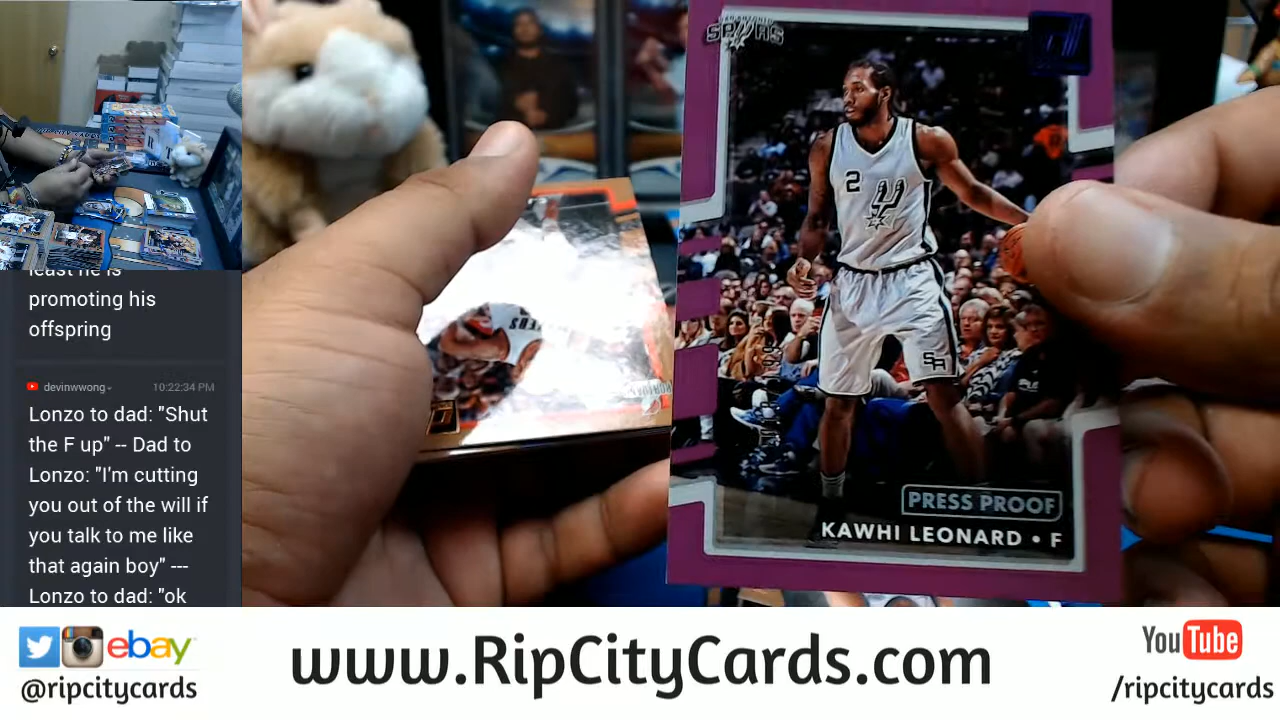 least he is
promoting his
offspring
devinwwong
10:22:34 PM
Lonzo to dad: "Shut
the F up" -- Dad to
Lonzo: "I'm cutting
you out of the will if
you talk to me like
that again boy" ---
Lonzo to dad: "ok
SPURS
2
SA
PRESS PROOF
KAWHI LEONARD • F
ebay
@ripcitycards
www.RipCityCards.com
YouTube
/ripcitycards